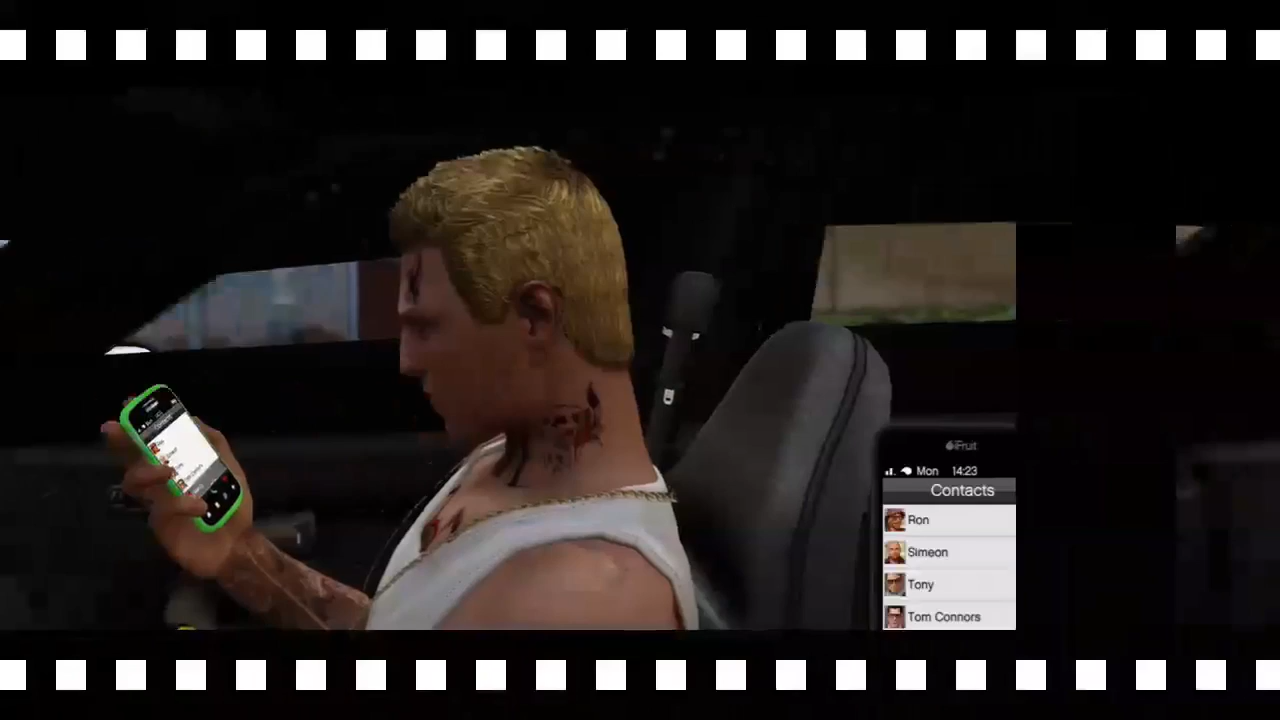 iFruit
Mon 14:23
Contacts
Ron
Simeon
Tony
Tom Connors